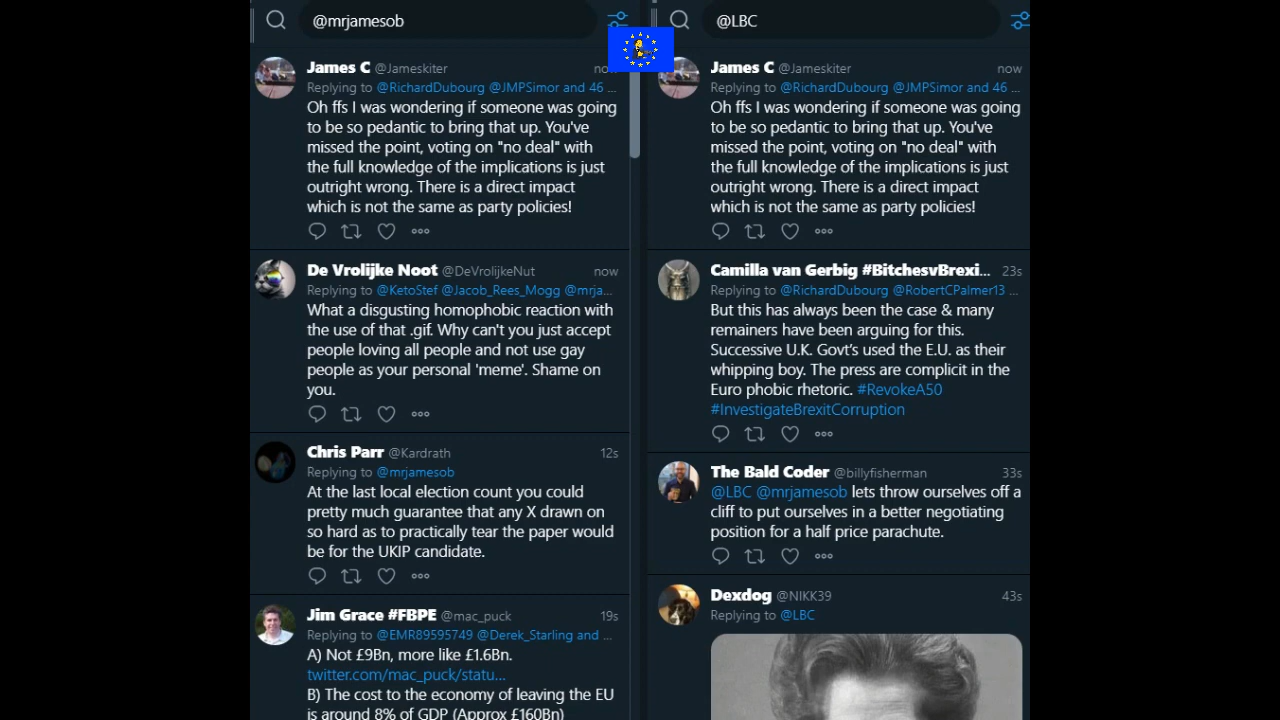 @mrjamesob
James C @Jameskiter now
Replying to @RichardDubourg @JMPSimor and 46 ...
Oh ffs I was wondering if someone was going
to be so pedantic to bring that up. You've
missed the point, voting on "no deal" with
the full knowledge of the implications is just
outright wrong. There is a direct impact
which is not the same as party policies!
De Vrolijke Noot @DeVrolijkeNut now
Replying to @KetoStef @Jacob_Rees_Mogg @mrja...
What a disgusting homophobic reaction with
the use of that .gif. Why can't you just accept
people loving all people and not use gay
people as your personal 'meme'. Shame on
you.
Chris Parr @Kardrath 12s
Replying to @mrjamesob
At the last local election count you could
pretty much guarantee that any X drawn on
so hard as to practically tear the paper would
be for the UKIP candidate.
Jim Grace #FBPE @mac_puck 19s
Replying to @EMR89595749 @Derek_Starling and ...
A) Not £9Bn, more like £1.6Bn.
twitter.com/mac_puck/statu...
B) The cost to the economy of leaving the EU
is around 8% of GDP (Approx £160Bn)
@LBC
James C @Jameskiter now
Replying to @RichardDubourg @JMPSimor and 46 ...
Oh ffs I was wondering if someone was going
to be so pedantic to bring that up. You've
missed the point, voting on "no deal" with
the full knowledge of the implications is just
outright wrong. There is a direct impact
which is not the same as party policies!
Camilla van Gerbig #BitchesvBrexi... 23s
Replying to @RichardDubourg @RobertCPalmer13 ...
But this has always been the case & many
remainers have been arguing for this.
Successive U.K. Govt's used the E.U. as their
whipping boy. The press are complicit in the
Euro phobic rhetoric. #RevokeA50
#InvestigateBrexitCorruption
The Bald Coder @billyfisherman 33s
@LBC @mrjamesob lets throw ourselves off a
cliff to put ourselves in a better negotiating
position for a half price parachute.
Dexdog @NIKK39 43s
Replying to @LBC